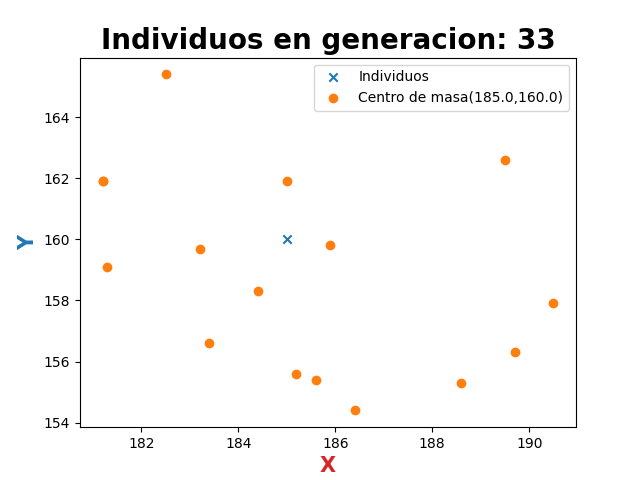 Individuos en generacion: 33
Individuos
Centro de masa(185.0,160.0)
164
162
160
158
156
154
Y
182
184
186
188
190
X